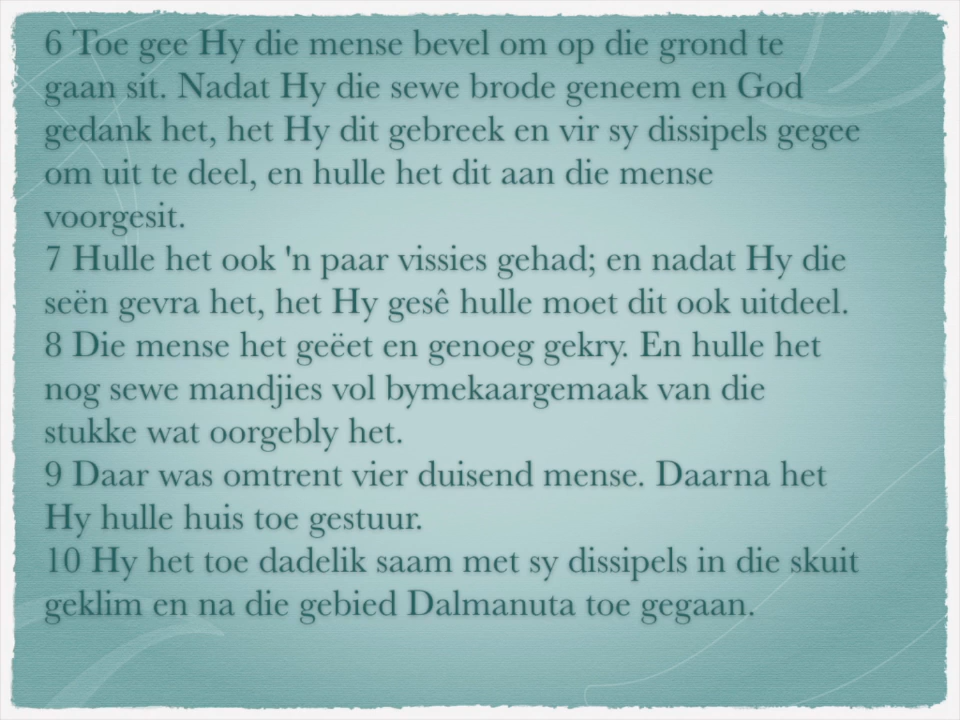 6 Toe gee Hy die mense bevel om op die grond te
gaan sit. Nadat Hy die sewe brode geneem en God
gedank het, het Hy dit gebreek en vir sy dissipels gegee
om uit te deel, en hulle het dit aan die mense
voorgesit.
7 Hulle het ook 'n paar vissies gehad; en nadat Hy die
seën gevra het, het Hy gesê hulle moet dit ook uitdeel.
8 Die mense het geëet en genoeg gekry. En hulle het
nog sewe mandjies vol bymekaargemaak van die
stukke wat oorgebly het.
9 Daar was omtrent vier duisend mense. Daarna het
Hy hulle huis toe gestuur.
10 Hy het toe dadelik saam met sy dissipels in die skuit
geklim en na die gebied Dalmanuta toe gegaan.